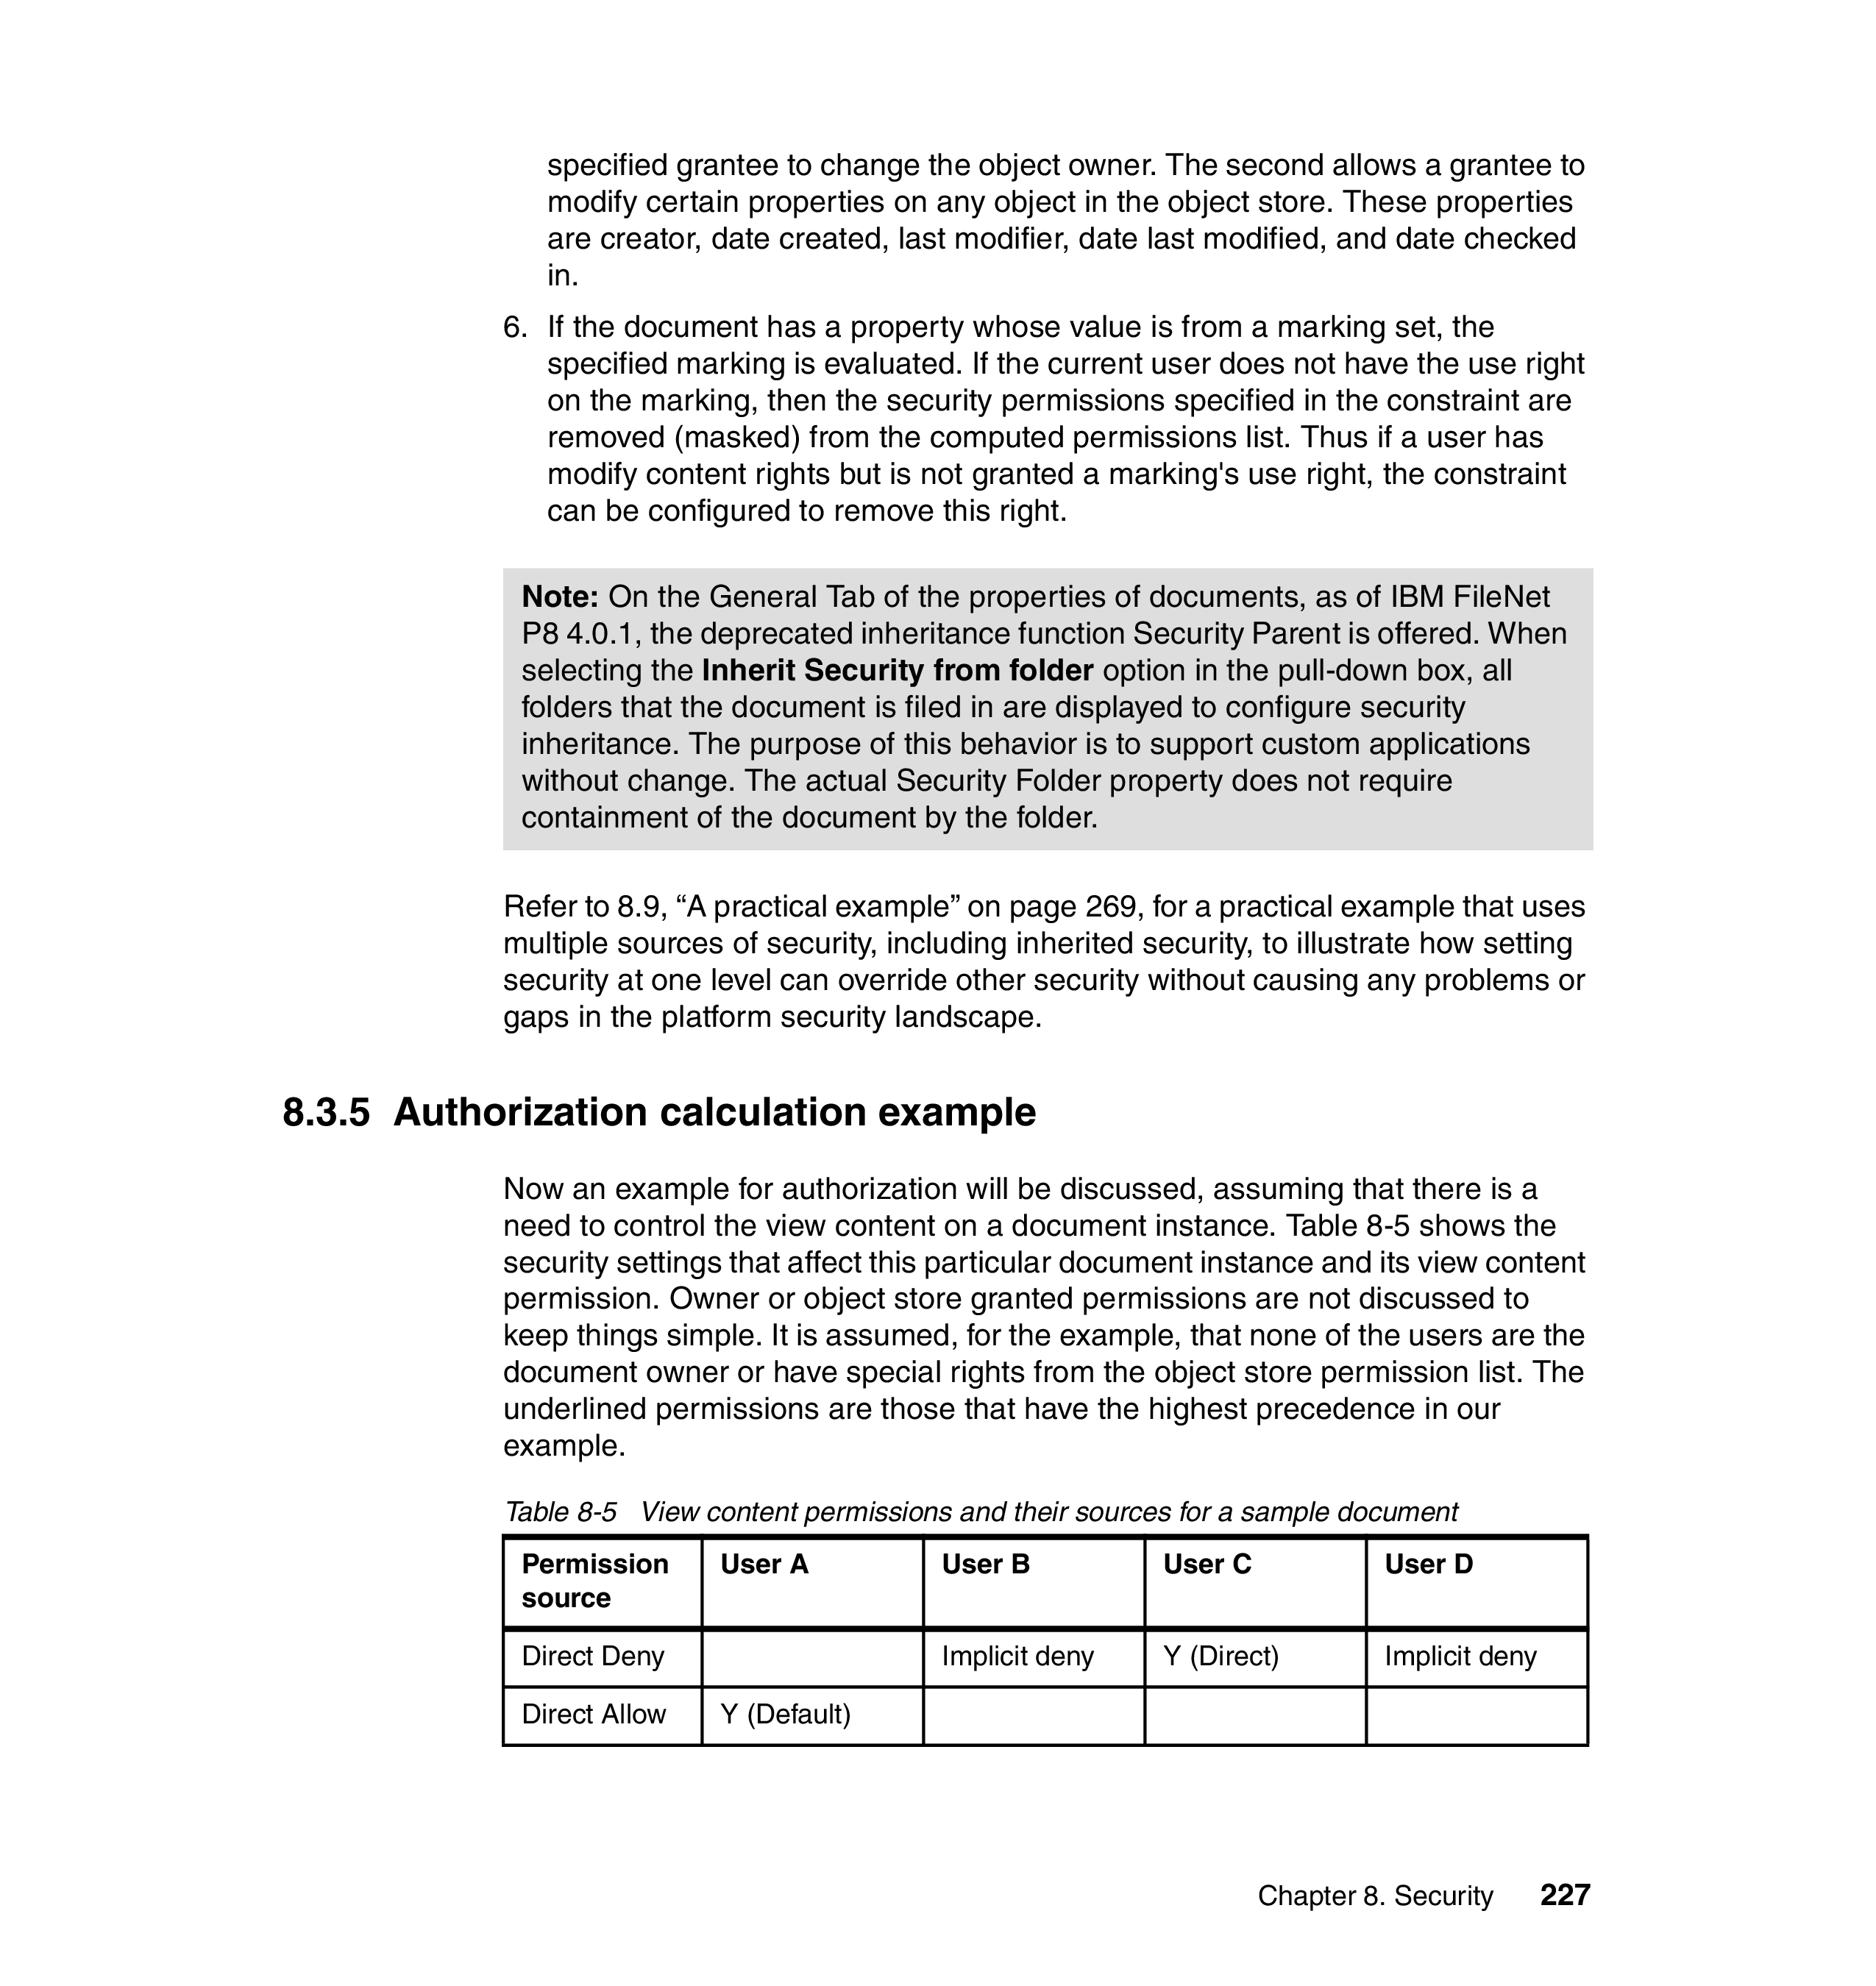 specified grantee to change the object owner. The second allows a grantee to
modify certain properties on any object in the object store. These properties
are creator, date created, last modifier, date last modified, and date checked
in.
6. If the document has a property whose value is from a marking set, the
specified marking is evaluated. If the current user does not have the use right
on the marking, then the security permissions specified in the constraint are
removed (masked) from the computed permissions list. Thus if a user has
modify content rights but is not granted a marking's use right, the constraint
can be configured to remove this right.
Note: On the General Tab of the properties of documents, as of IBM FileNet
P8 4.0.1, the deprecated inheritance function Security Parent is offered. When
selecting the Inherit Security from folder option in the pull-down box, all
folders that the document is filed in are displayed to configure security
inheritance. The purpose of this behavior is to support custom applications
without change. The actual Security Folder property does not require
containment of the document by the folder.
Refer to 8.9, “A practical example” on page 269, for a practical example that uses
multiple sources of security, including inherited security, to illustrate how setting
security at one level can override other security without causing any problems or
gaps in the platform security landscape.
8.3.5 Authorization calculation example
Now an example for authorization will be discussed, assuming that there is a
need to control the view content on a document instance. Table 8-5 shows the
security settings that affect this particular document instance and its view content
permission. Owner or object store granted permissions are not discussed to
keep things simple. It is assumed, for the example, that none of the users are the
document owner or have special rights from the object store permission list. The
underlined permissions are those that have the highest precedence in our
example.
Table 8-5 View content permissions and their sources for a sample document
Permission source User A User B User C User D
Direct Deny Implicit deny Y (Direct) Implicit deny
Direct Allow Y (Default)
Chapter 8. Security 227